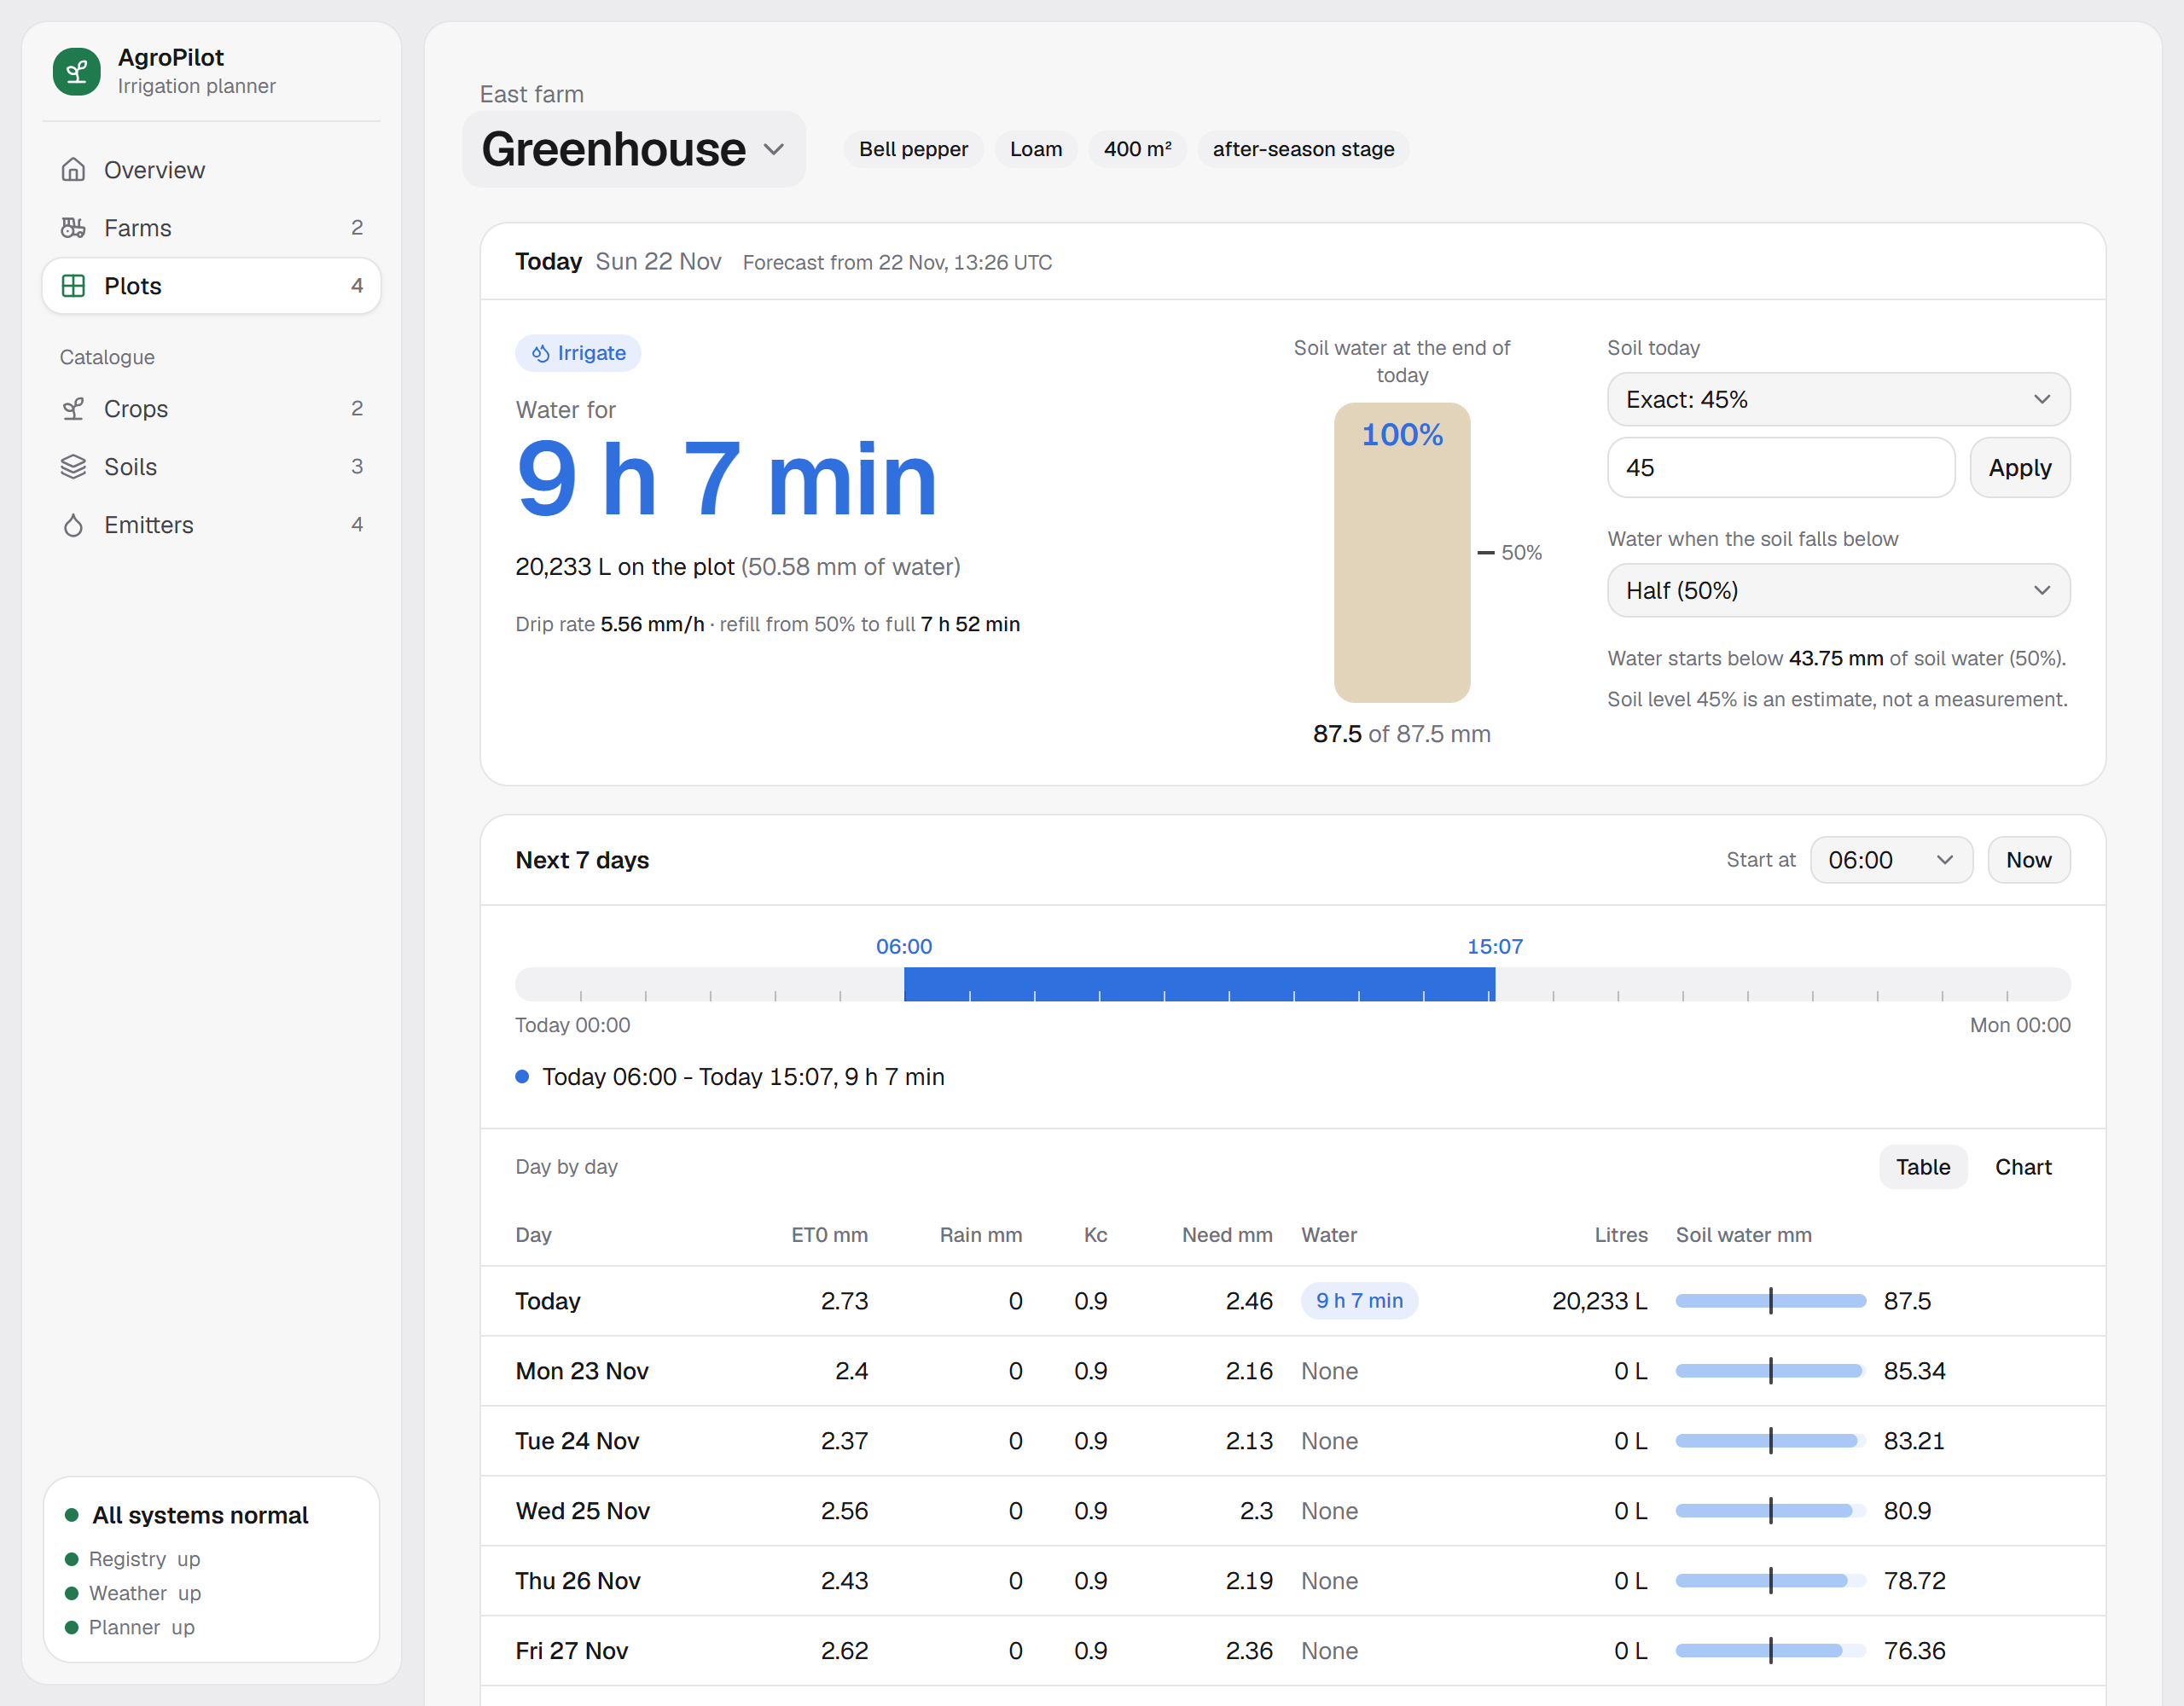 AgroPilot
Irrigation planner
Overview
Farms 2
Plots 4
Catalogue
Crops 2
Soils 3
Emitters 4
All systems normal
Registry up
Weather up
Planner up
East farm
Greenhouse
Bell pepper Loam 400 m² after-season stage
Today Sun 22 Nov Forecast from 22 Nov, 13:26 UTC
Irrigate
Water for
9 h 7 min
20,233 L on the plot (50.58 mm of water)
Drip rate 5.56 mm/h · refill from 50% to full 7 h 52 min
Soil water at the end of
today
100%
50%
87.5 of 87.5 mm
Soil today
Exact: 45%
45 Apply
Water when the soil falls below
Half (50%)
Water starts below 43.75 mm of soil water (50%).
Soil level 45% is an estimate, not a measurement.
Next 7 days Start at 06:00 Now
06:00 15:07
Today 00:00 Mon 00:00
Today 06:00 - Today 15:07, 9 h 7 min
Day by day Table Chart
Day ET0 mm Rain mm Kc Need mm Water Litres Soil water mm
Today 2.73 0 0.9 2.46 9 h 7 min 20,233 L 87.5
Mon 23 Nov 2.4 0 0.9 2.16 None 0 L 85.34
Tue 24 Nov 2.37 0 0.9 2.13 None 0 L 83.21
Wed 25 Nov 2.56 0 0.9 2.3 None 0 L 80.9
Thu 26 Nov 2.43 0 0.9 2.19 None 0 L 78.72
Fri 27 Nov 2.62 0 0.9 2.36 None 0 L 76.36